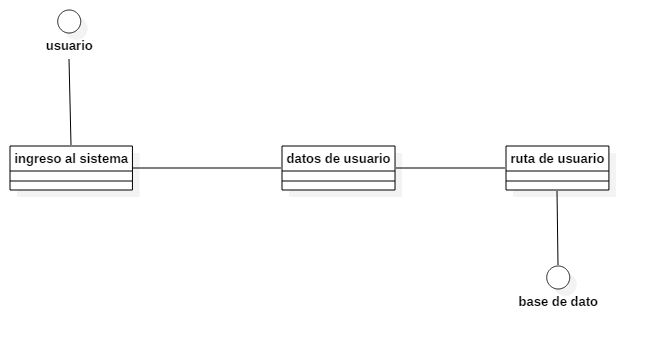 usuario
ingreso al sistema
datos de usuario
ruta de usuario
base de dato